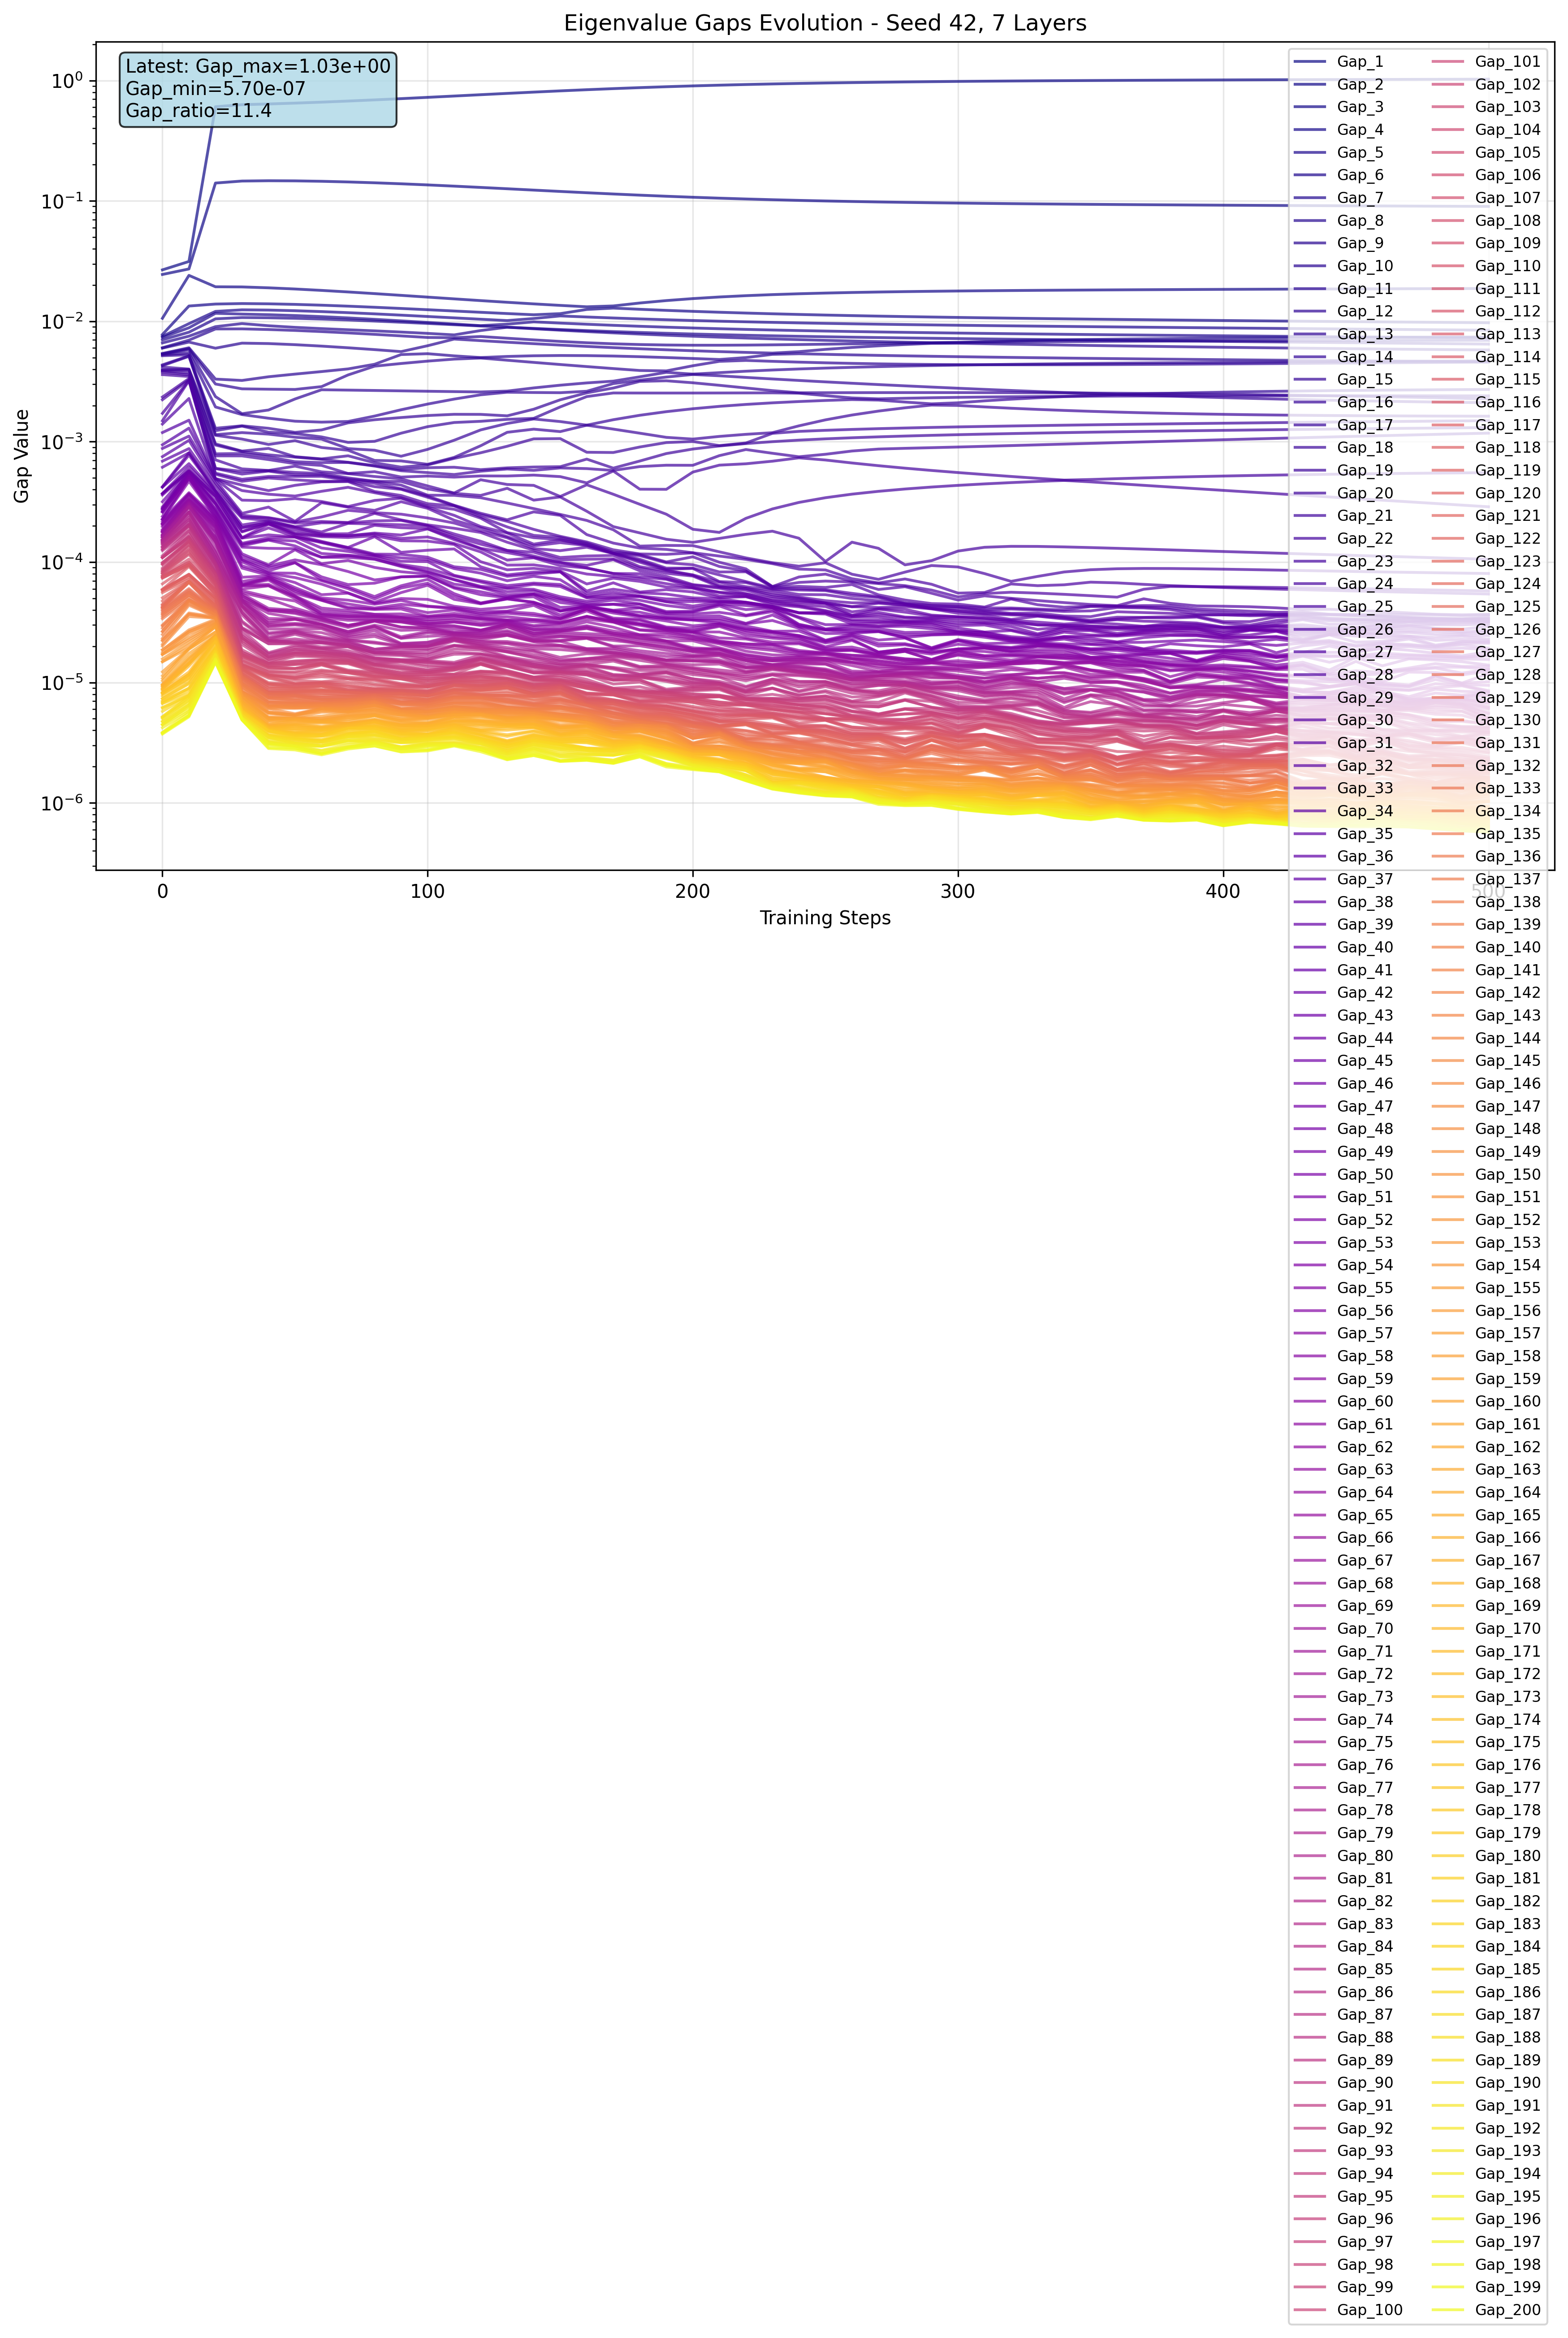 Eigenvalue Gaps Evolution - Seed 42, 7 Layers
Latest: Gap_max=1.03e+00
Gap_min=5.70e-07
Gap_ratio=11.4
Gap Value
10⁰
10⁻¹
10⁻²
10⁻³
10⁻⁴
10⁻⁵
10⁻⁶
0
100
200
300
400
500
Training Steps
Gap_1
Gap_2
Gap_3
Gap_4
Gap_5
Gap_6
Gap_7
Gap_8
Gap_9
Gap_10
Gap_11
Gap_12
Gap_13
Gap_14
Gap_15
Gap_16
Gap_17
Gap_18
Gap_19
Gap_20
Gap_21
Gap_22
Gap_23
Gap_24
Gap_25
Gap_26
Gap_27
Gap_28
Gap_29
Gap_30
Gap_31
Gap_32
Gap_33
Gap_34
Gap_35
Gap_36
Gap_37
Gap_38
Gap_39
Gap_40
Gap_41
Gap_42
Gap_43
Gap_44
Gap_45
Gap_46
Gap_47
Gap_48
Gap_49
Gap_50
Gap_51
Gap_52
Gap_53
Gap_54
Gap_55
Gap_56
Gap_57
Gap_58
Gap_59
Gap_60
Gap_61
Gap_62
Gap_63
Gap_64
Gap_65
Gap_66
Gap_67
Gap_68
Gap_69
Gap_70
Gap_71
Gap_72
Gap_73
Gap_74
Gap_75
Gap_76
Gap_77
Gap_78
Gap_79
Gap_80
Gap_81
Gap_82
Gap_83
Gap_84
Gap_85
Gap_86
Gap_87
Gap_88
Gap_89
Gap_90
Gap_91
Gap_92
Gap_93
Gap_94
Gap_95
Gap_96
Gap_97
Gap_98
Gap_99
Gap_100
Gap_101
Gap_102
Gap_103
Gap_104
Gap_105
Gap_106
Gap_107
Gap_108
Gap_109
Gap_110
Gap_111
Gap_112
Gap_113
Gap_114
Gap_115
Gap_116
Gap_117
Gap_118
Gap_119
Gap_120
Gap_121
Gap_122
Gap_123
Gap_124
Gap_125
Gap_126
Gap_127
Gap_128
Gap_129
Gap_130
Gap_131
Gap_132
Gap_133
Gap_134
Gap_135
Gap_136
Gap_137
Gap_138
Gap_139
Gap_140
Gap_141
Gap_142
Gap_143
Gap_144
Gap_145
Gap_146
Gap_147
Gap_148
Gap_149
Gap_150
Gap_151
Gap_152
Gap_153
Gap_154
Gap_155
Gap_156
Gap_157
Gap_158
Gap_159
Gap_160
Gap_161
Gap_162
Gap_163
Gap_164
Gap_165
Gap_166
Gap_167
Gap_168
Gap_169
Gap_170
Gap_171
Gap_172
Gap_173
Gap_174
Gap_175
Gap_176
Gap_177
Gap_178
Gap_179
Gap_180
Gap_181
Gap_182
Gap_183
Gap_184
Gap_185
Gap_186
Gap_187
Gap_188
Gap_189
Gap_190
Gap_191
Gap_192
Gap_193
Gap_194
Gap_195
Gap_196
Gap_197
Gap_198
Gap_199
Gap_200